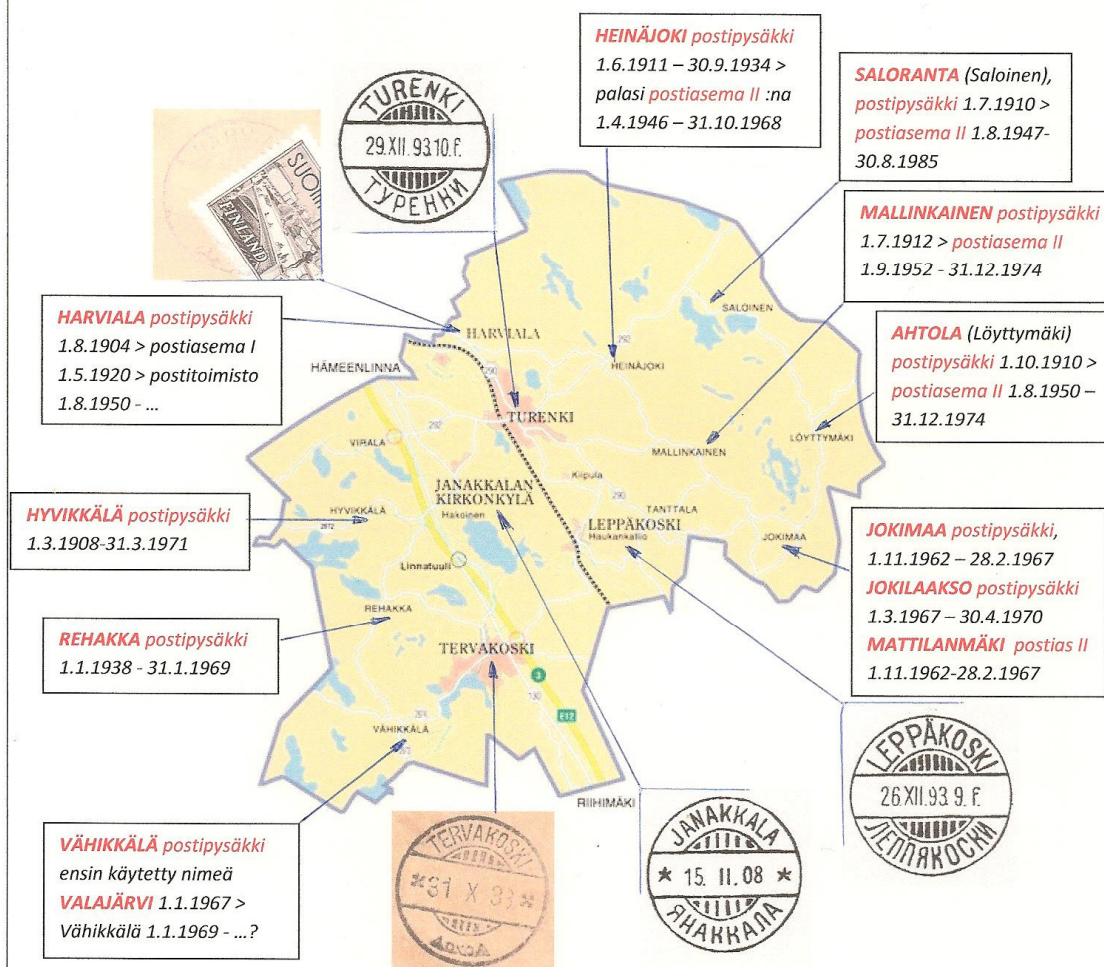 HEINÄJOKI postipysäkki
1.6.1911 – 30.9.1934 >
palasi postiasema II :na
1.4.1946 – 31.10.1968
SALORANTA (Saloinen),
postipysäkki 1.7.1910 >
postiasema II 1.8.1947-
30.8.1985
TURENKI
29.XII.93.10.F.
ТУРЕНКИ
SUOMI
FINLAND
MALLINKAINEN postipysäkki
1.7.1912 > postiasema II
1.9.1952 - 31.12.1974
HARVIALA postipysäkki
1.8.1904 > postiasema I
1.5.1920 > postitoimisto
1.8.1950 - ...
AHTOLA (Löyttymäki)
postipysäkki 1.10.1910 >
postiasema II 1.8.1950 –
31.12.1974
HYVIKKÄLÄ postipysäkki
1.3.1908-31.3.1971
JOKIMAA postipysäkki,
1.11.1962 – 28.2.1967
JOKILAAKSO postipysäkki
1.3.1967 – 30.4.1970
MATTILANMÄKI postias II
1.11.1962-28.2.1967
REHAKKA postipysäkki
1.1.1938 - 31.1.1969
VÄHIKKÄLÄ postipysäkki
ensin käytetty nimeä
VALAJÄRVI 1.1.1967 >
Vähikkälä 1.1.1969 - ...?
SALOINEN
HARVIALA
292
HÄMEENLINNA
HEINÄJOKI
290
TURENKI
292
VIRALA
LÖYTTYMÄKI
MALLINKAINEN
Kiipula
JANAKKALAN
KIRKONKYLÄ
Hakoinen
290
TANTTALA
HYVIKKÄLÄ
LEPPÄKOSKI
Haukankallio
JOKIMAA
Linnatuuli
REHAKKA
TERVAKOSKI
3
130
E12
VÄHIKKÄLÄ
RIIHIMÄKI
TERVAKOSKI
*31 X 33*
JANAKKALA
* 15. II. 08 *
ЯНАККАЛА
LEPPÄKOSKI
26.XII.93.9.F.
ЛЕППЯКОСКИ